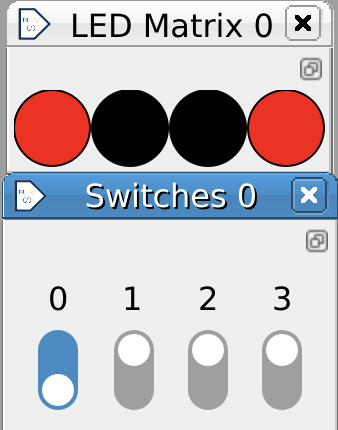 LED Matrix 0
Switches 0
0 1 2 3